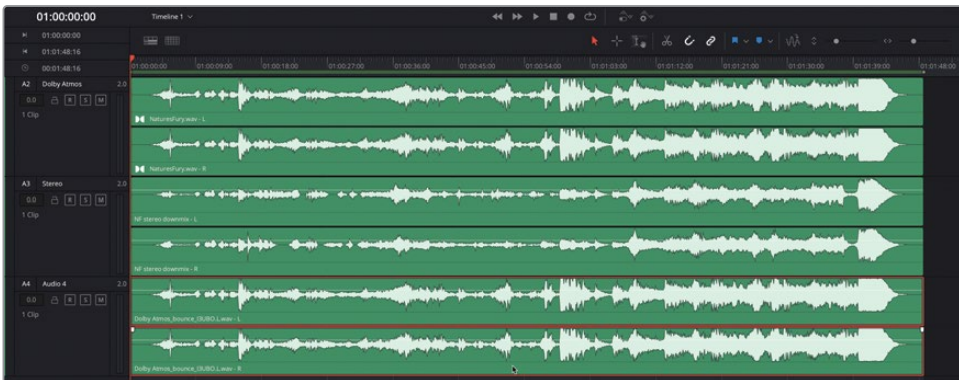 01:00:00:00 Timeline 1
01:00:00:00
01:01:48:16
00:01:48:16 01:00:00:00 01:00:09:00 01:00:18:00 01:00:27:00 01:00:36:00 01:00:45:00 01:00:54:00 01:01:03:00 01:01:12:00 01:01:21:00 01:01:30:00 01:01:39:00 01:01:48:00
A2 Dolby Atmos 2.0
0.0 R S M
1 Clip
NaturesFury.wav - L
NaturesFury.wav - R
A3 Stereo 2.0
0.0 R S M
1 Clip
NF stereo downmix - L
NF stereo downmix - R
A4 Audio 4 2.0
0.0 R S M
1 Clip
Dolby Atmos_bounce_I3UBO.L.wav - L
Dolby Atmos_bounce_I3UBO.L.wav - R